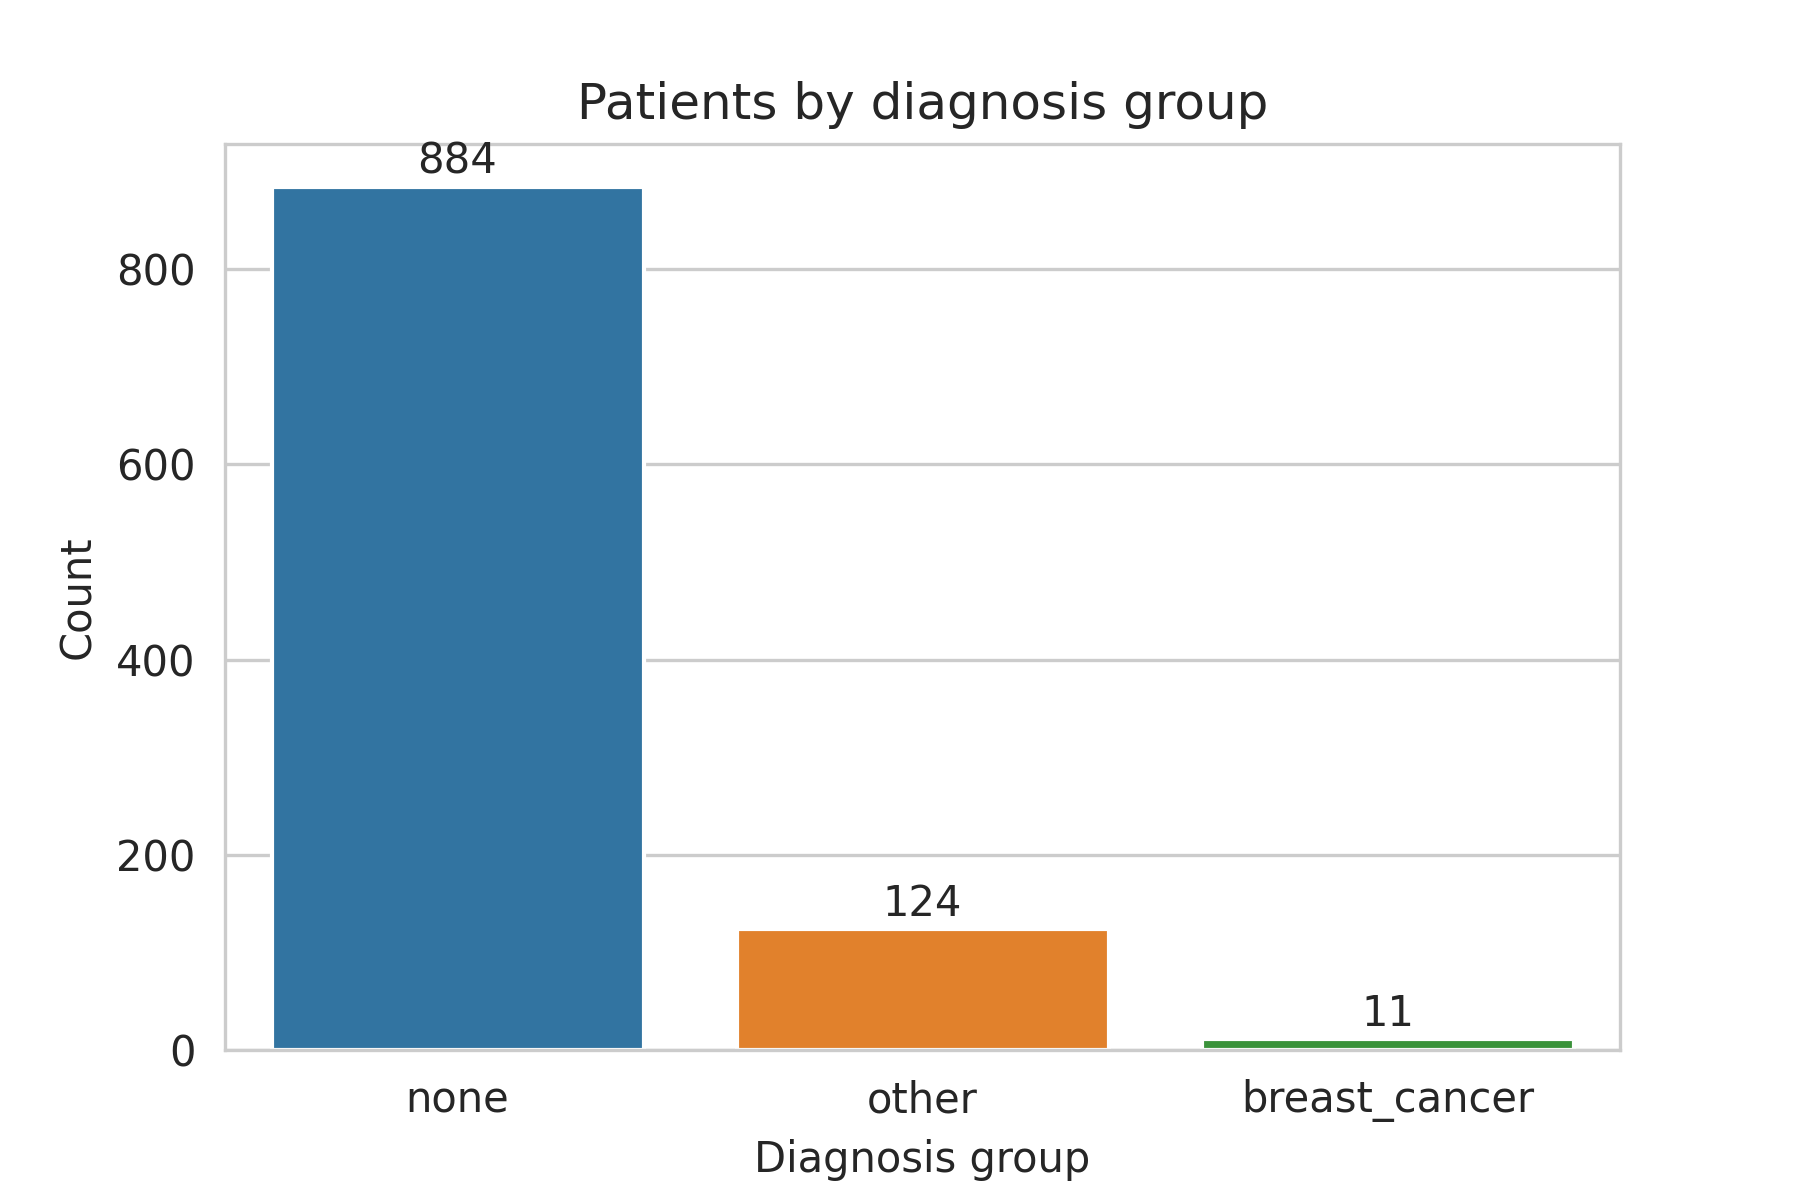 Patients by diagnosis group
884
800
600
400
200
0
Count
124
11
none
other
breast_cancer
Diagnosis group